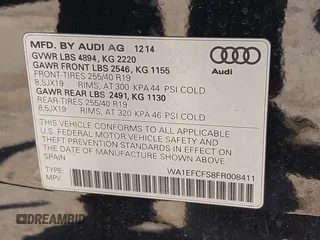 MFD. BY AUDI AG 12 14
GVWR LBS 4894, KG 2220
GAWR FRONT LBS 2546, KG 1155
FRONT-TIRES 255/40 R19
8.5JX19 RIMS, AT 300 KPA 44 PSI COLD
GAWR REAR LBS 2491, KG 1130
REAR-TIRES 255/40 R19
8.5JX19 RIMS, AT 320 KPA 46 PSI COLD
Audi
THIS VEHICLE CONFORMS TO ALL APPLICABLE
U.S. FEDERAL MOTOR VEHICLE SAFETY AND
THEFT PREVENTION STANDARDS IN EFFECT ON
THE DATE OF MANUFACTURE SHOWN ABOVE.
SPAIN
WA1EFCFS8FR008411
TYPE: MPV
DREAMBID